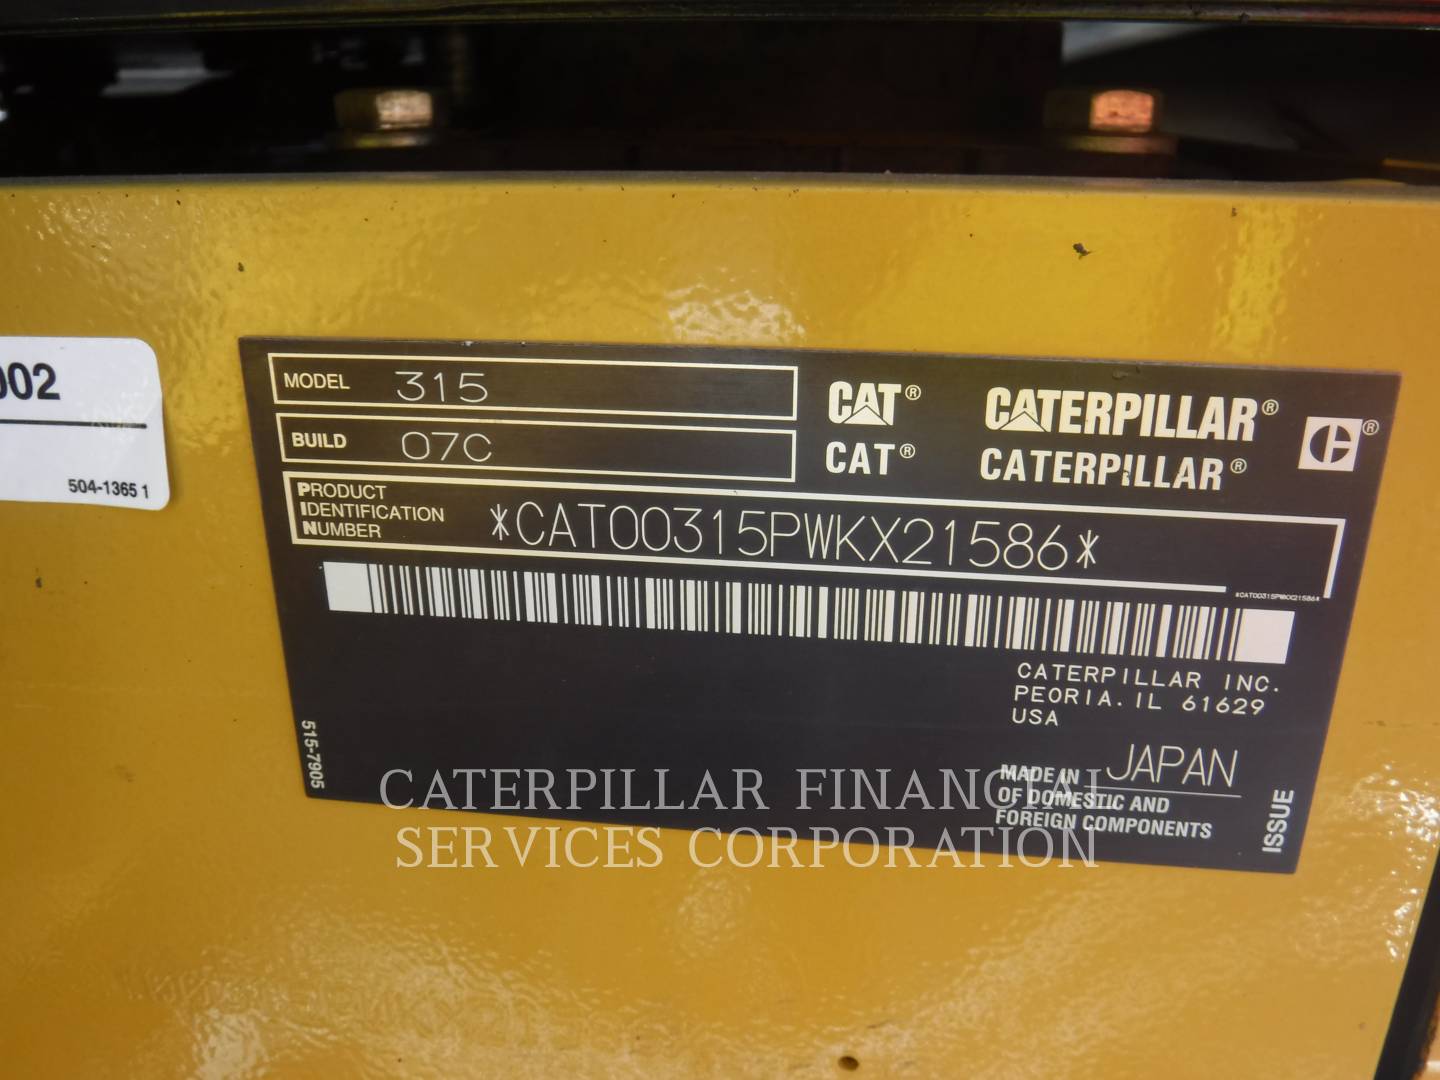 002
504-1365 1
MODEL 315
BUILD 07C
CAT® CATERPILLAR®
CAT® CATERPILLAR®
PRODUCT
IDENTIFICATION
NUMBER
*CAT00315PWKX21586*
CATERPILLAR INC.
PEORIA. IL 61629
USA
MADE IN JAPAN
OF DOMESTIC AND
FOREIGN COMPONENTS
515-7905
ISSUE
CATERPILLAR FINANCIAL
SERVICES CORPORATION